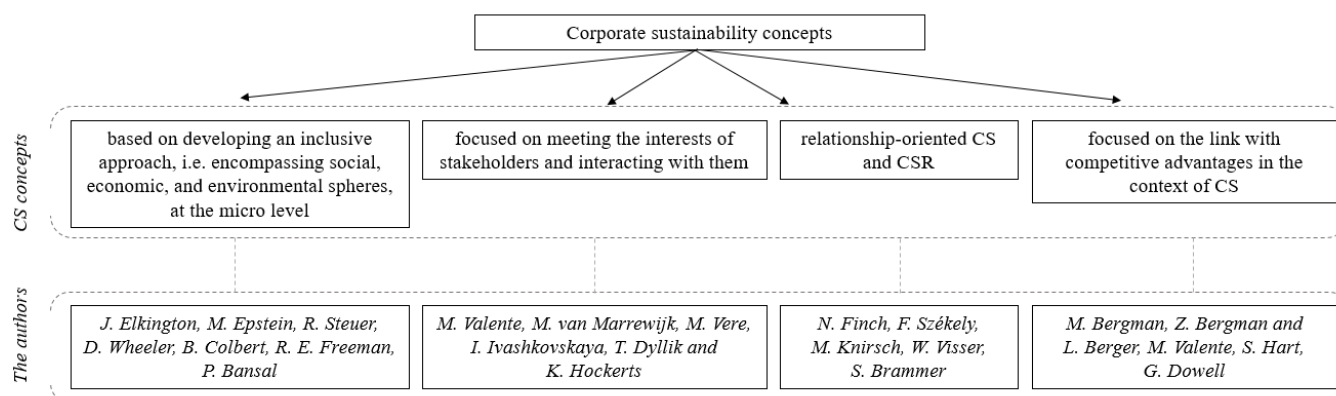 Corporate sustainability concepts
CS concepts
based on developing an inclusive
approach, i.e. encompassing social,
economic, and environmental spheres,
at the micro level
focused on meeting the interests of
stakeholders and interacting with them
relationship-oriented CS
and CSR
focused on the link with
competitive advantages in the
context of CS
The authors
J. Elkington, M. Epstein, R. Steuer,
D. Wheeler, B. Colbert, R. E. Freeman,
P. Bansal
M. Valente, M. van Marrewijk, M. Vere,
I. Ivashkovskaya, T. Dyllik and
K. Hockerts
N. Finch, F. Székely,
M. Knirsch, W. Visser,
S. Brammer
M. Bergman, Z. Bergman and
L. Berger, M. Valente, S. Hart,
G. Dowell